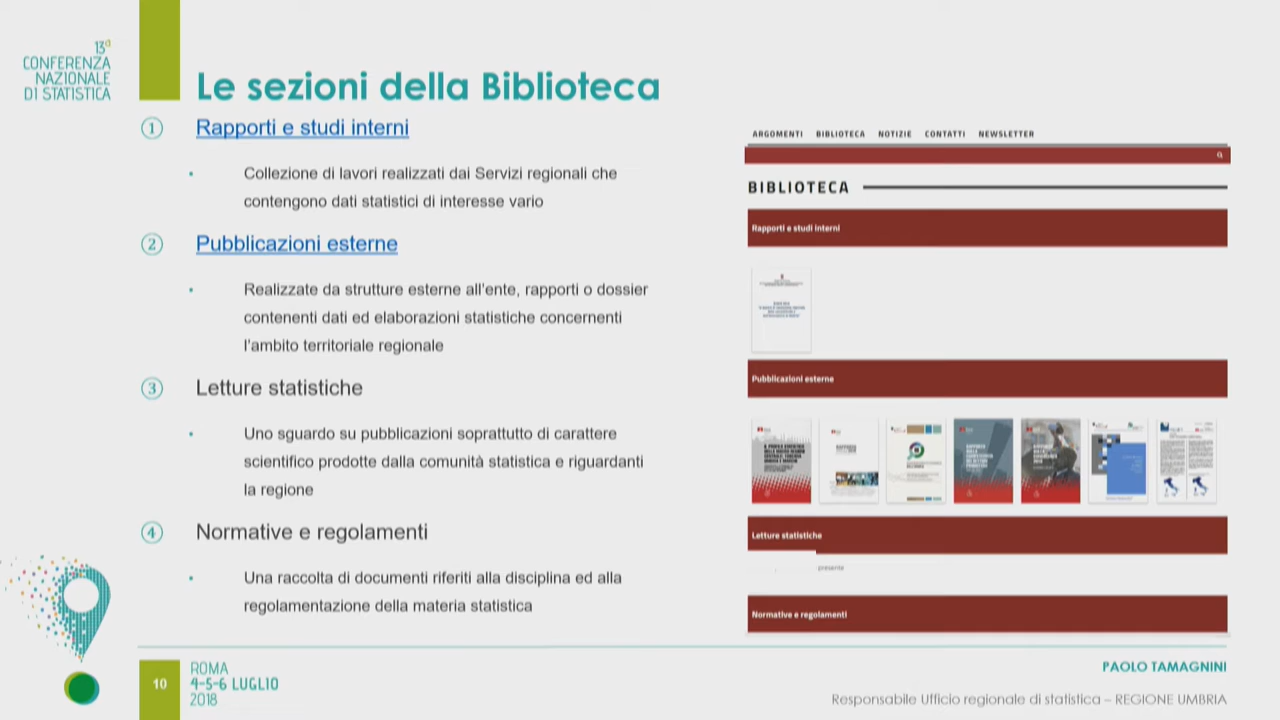 13a
CONFERENZA
NAZIONALE
DI STATISTICA
Le sezioni della Biblioteca
1 Rapporti e studi interni
• Collezione di lavori realizzati dai Servizi regionali che
contengono dati statistici di interesse vario
2 Pubblicazioni esterne
• Realizzate da strutture esterne all'ente, rapporti o dossier
contenenti dati ed elaborazioni statistiche concernenti
l'ambito territoriale regionale
3 Letture statistiche
• Uno sguardo su pubblicazioni soprattutto di carattere
scientifico prodotte dalla comunità statistica e riguardanti
la regione
4 Normative e regolamenti
• Una raccolta di documenti riferiti alla disciplina ed alla
regolamentazione della materia statistica
ARGOMENTI BIBLIOTECA NOTIZIE CONTATTI NEWSLETTER
BIBLIOTECA
Rapporti e studi interni
Pubblicazioni esterne
Letture statistiche
presente
Normative e regolamenti
10
ROMA
4-5-6 LUGLIO
2018
PAOLO TAMAGNINI
Responsabile Ufficio regionale di statistica – REGIONE UMBRIA